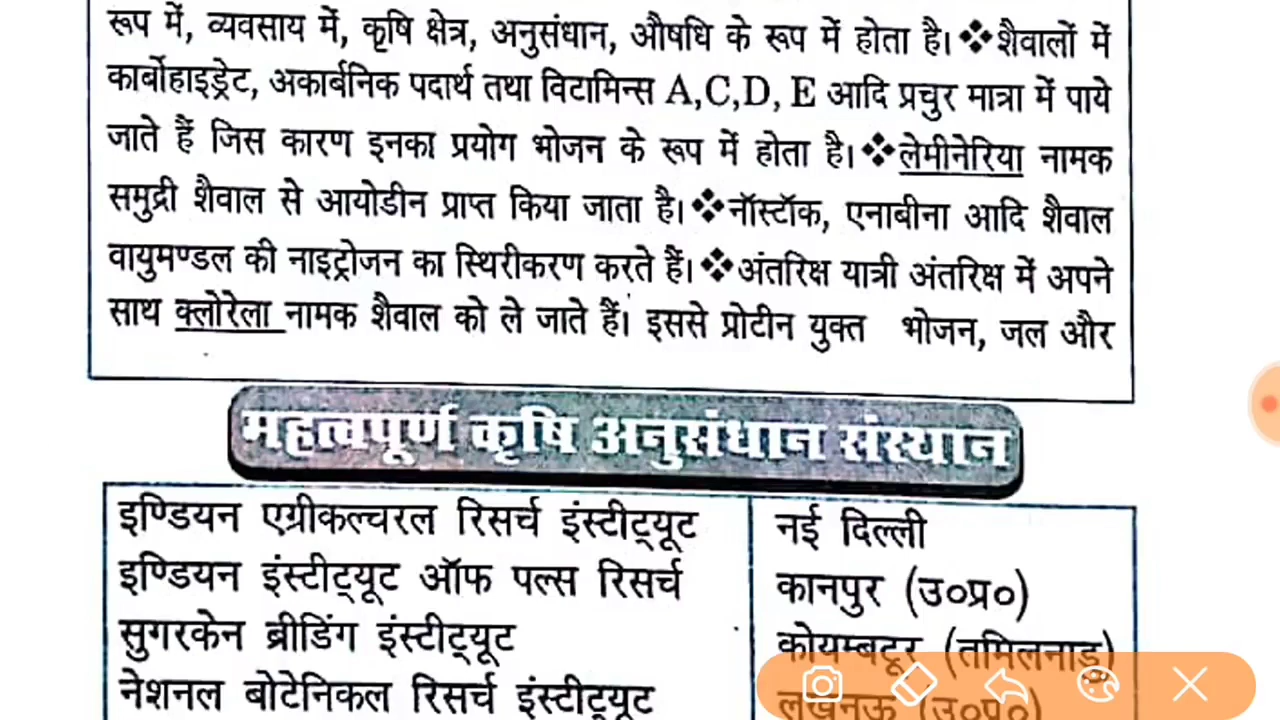 रूप में, व्यवसाय में, कृषि क्षेत्र, अनुसंधान, औषधि के रूप में होता है। ❖शैवालों में
कार्बोहाइड्रेट, अकार्बनिक पदार्थ तथा विटामिन्स A,C,D, E आदि प्रचुर मात्रा में पाये
जाते हैं जिस कारण इनका प्रयोग भोजन के रूप में होता है। ❖लेमीनेरिया नामक
समुद्री शैवाल से आयोडीन प्राप्त किया जाता है। ❖नॉस्टॉक, एनाबीना आदि शैवाल
वायुमण्डल की नाइट्रोजन का स्थिरीकरण करते हैं। ❖अंतरिक्ष यात्री अंतरिक्ष में अपने
साथ क्लोरेला नामक शैवाल को ले जाते हैं। इससे प्रोटीन युक्त भोजन, जल और
महत्वपूर्ण कृषि अनुसंधान संस्थान
इण्डियन एग्रीकल्चरल रिसर्च इंस्टीट्यूट नई दिल्ली
इण्डियन इंस्टीट्यूट ऑफ पल्स रिसर्च कानपुर (उ०प्र०)
सुगरकेन ब्रीडिंग इंस्टीट्यूट कोयम्बटूर (तमिलनाडु)
नेशनल बोटेनिकल रिसर्च इंस्टीट्यूट लखनऊ (उ०प्र०)